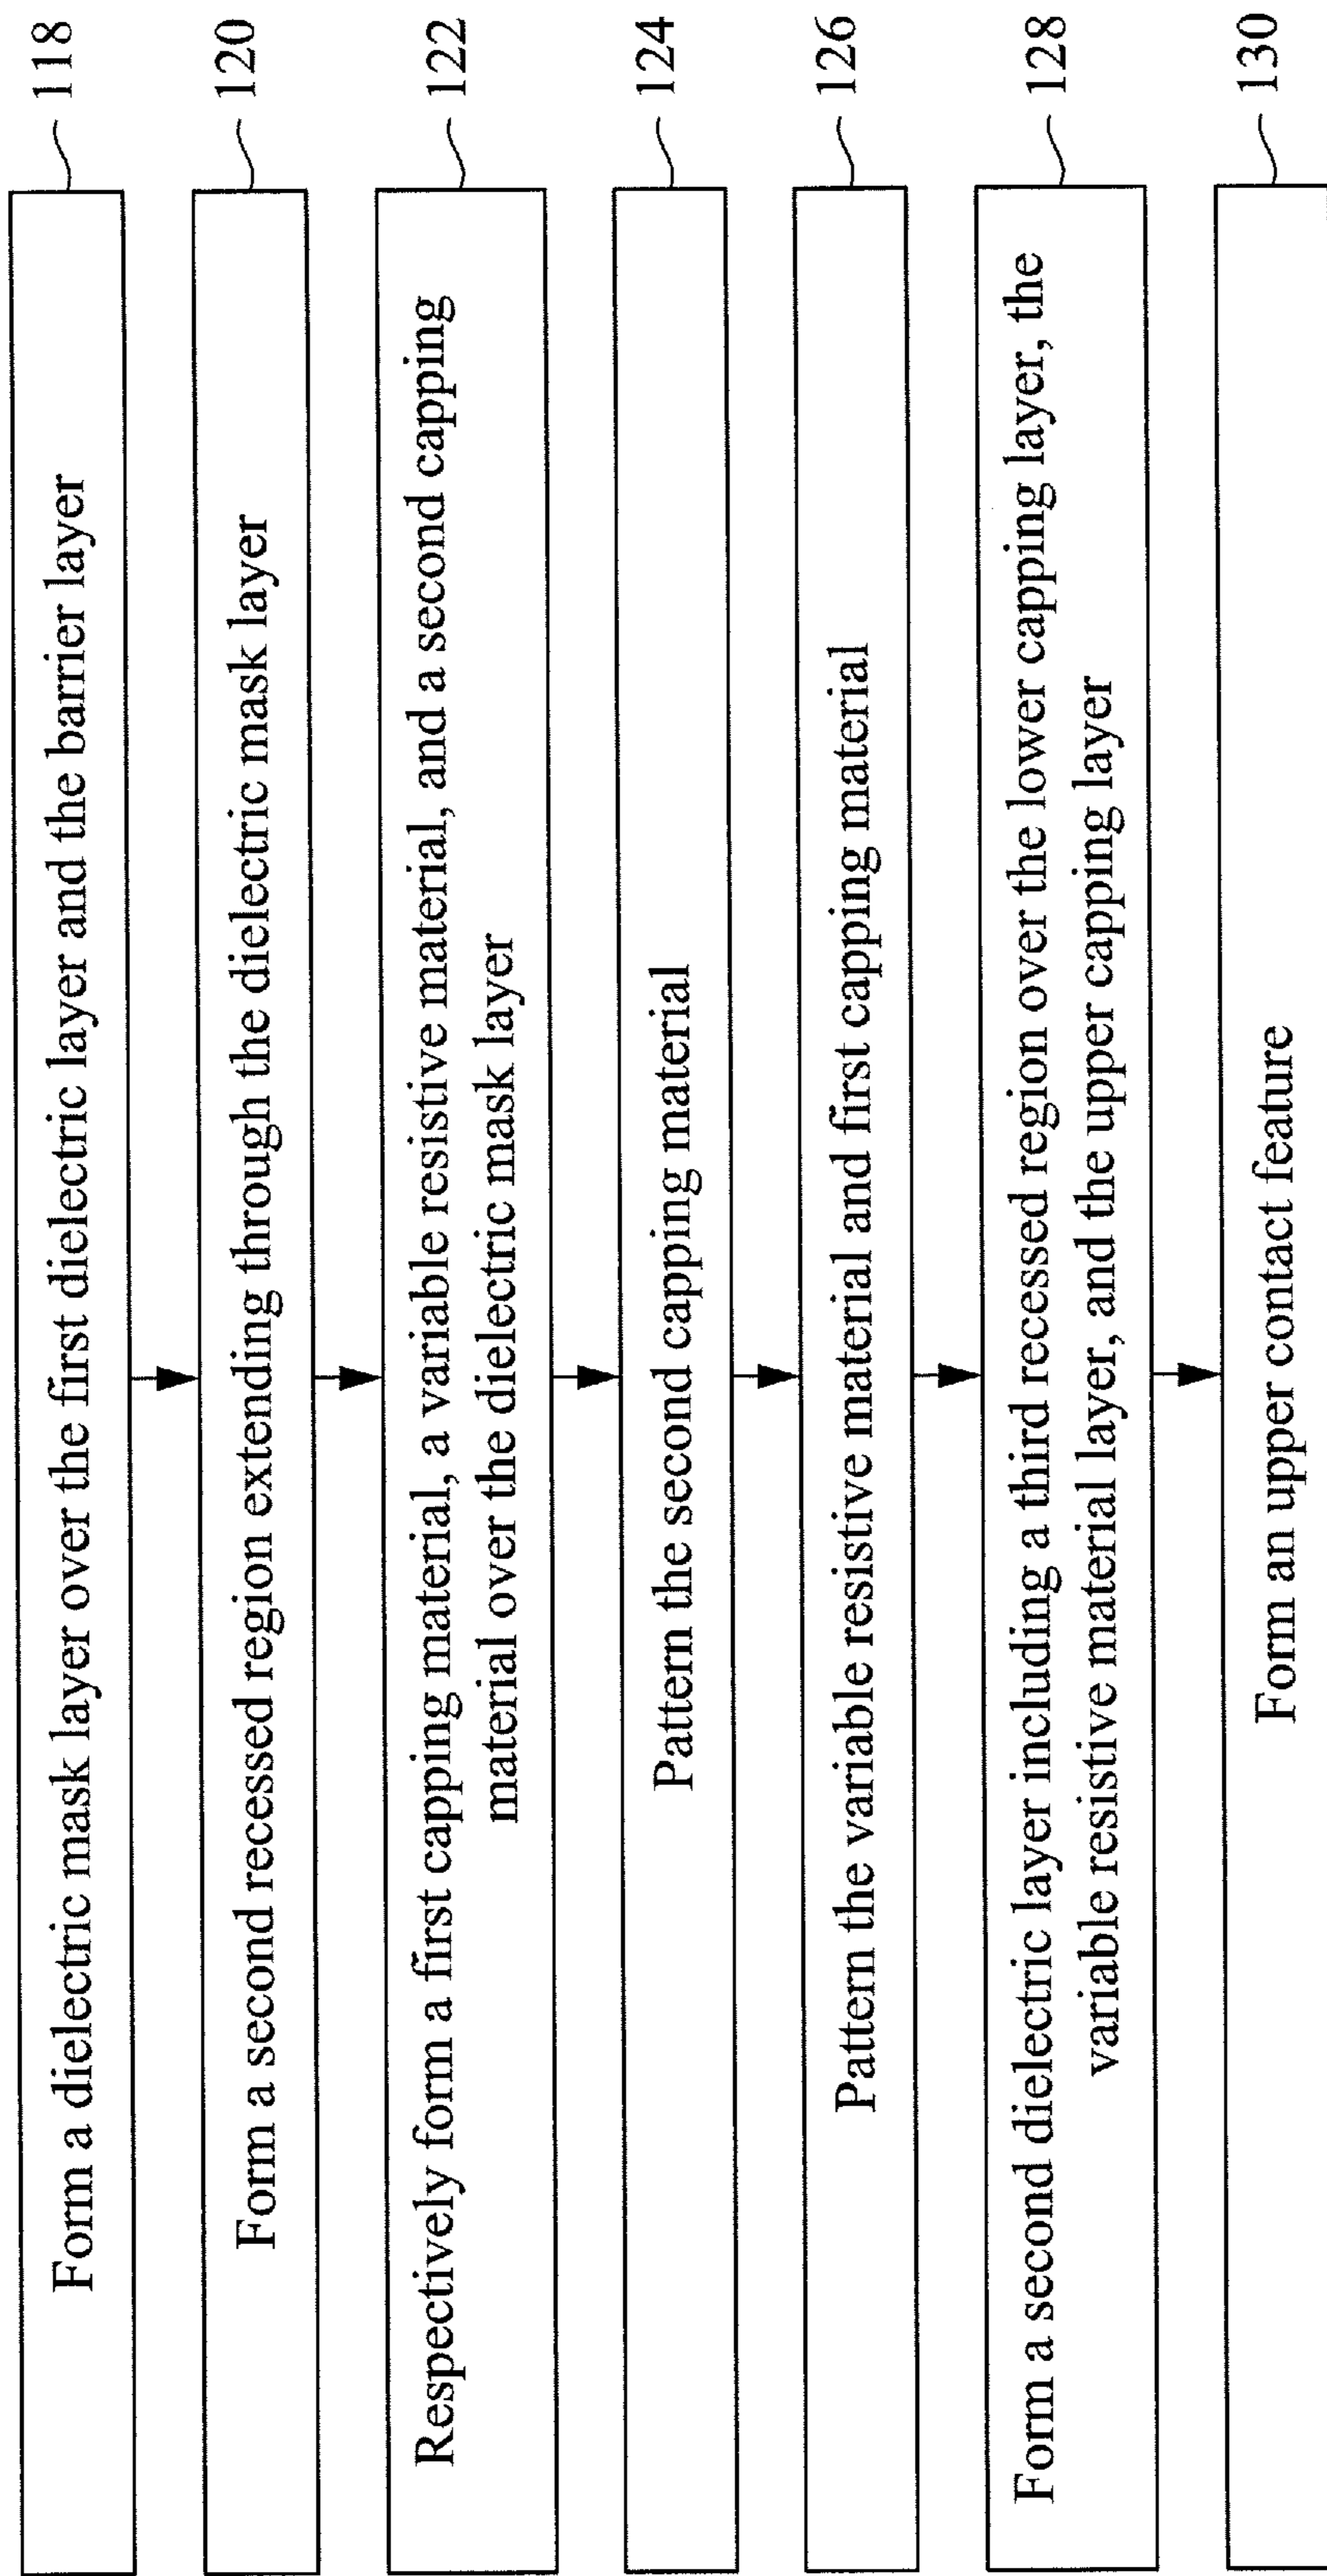 Form a dielectric mask layer over the first dielectric layer and the barrier layer
118
Form a second recessed region extending through the dielectric mask layer
120
Respectively form a first capping material, a variable resistive material, and a second capping
material over the dielectric mask layer
122
Pattern the second capping material
124
Pattern the variable resistive material and first capping material
126
Form a second dielectric layer including a third recessed region over the lower capping layer, the
variable resistive material layer, and the upper capping layer
128
Form an upper contact feature
130